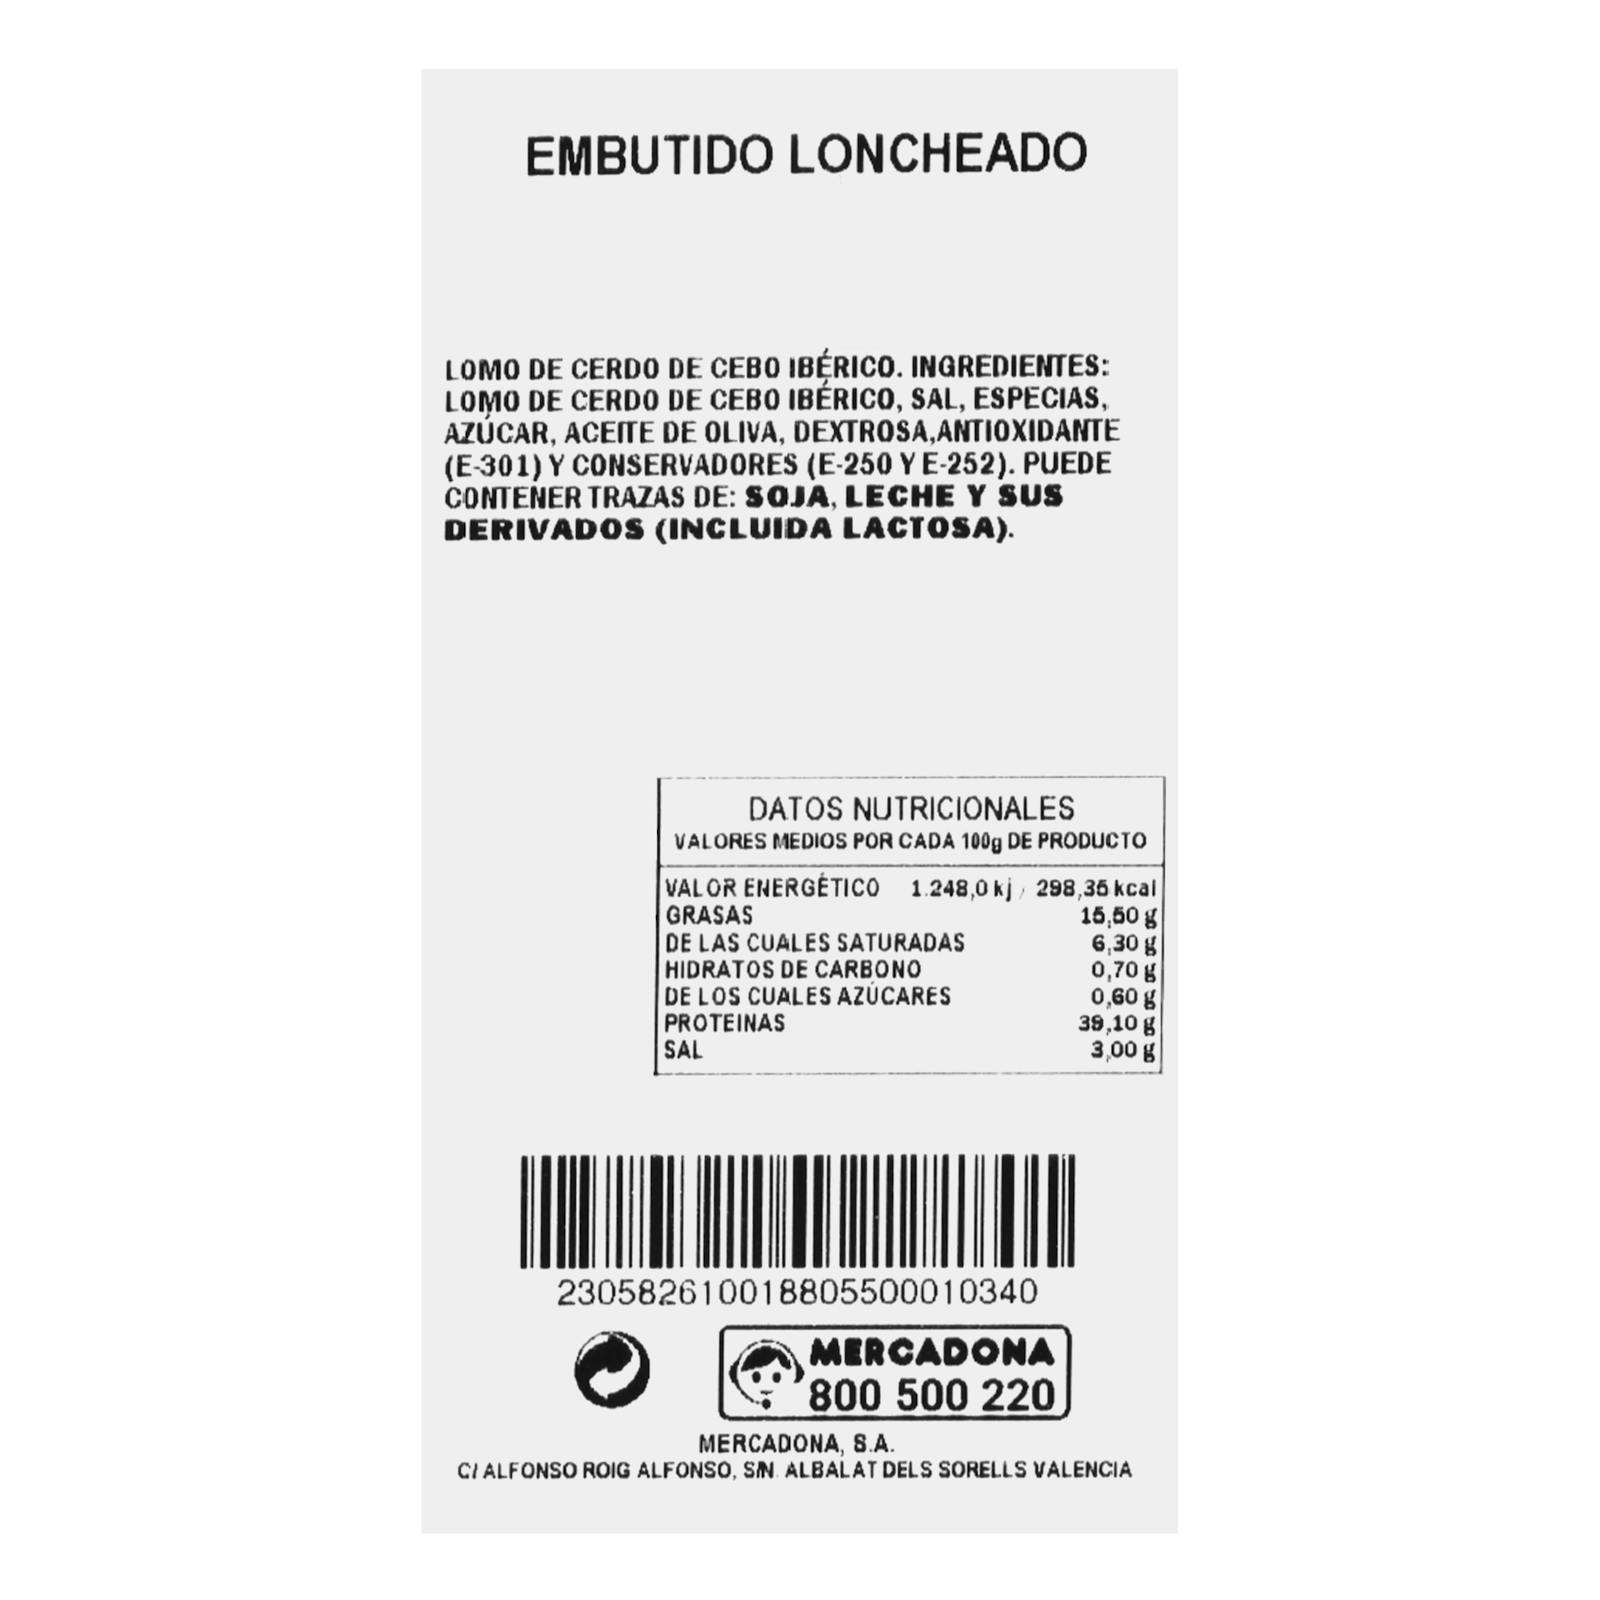 EMBUTIDO LONCHEADO
LOMO DE CERDO DE CEBO IBÉRICO. INGREDIENTES:
LOMO DE CERDO DE CEBO IBÉRICO, SAL, ESPECIAS,
AZÚCAR, ACEITE DE OLIVA, DEXTROSA,ANTIOXIDANTE
(E-301) Y CONSERVADORES (E-250 Y E-252). PUEDE
CONTENER TRAZAS DE: SOJA, LECHE Y SUS
DERIVADOS (INCLUIDA LACTOSA).
DATOS NUTRICIONALES
VALORES MEDIOS POR CADA 100g DE PRODUCTO
VALOR ENERGÉTICO 1.248,0 kj / 298,35 kcal
GRASAS 15,50 g
DE LAS CUALES SATURADAS 6,30 g
HIDRATOS DE CARBONO 0,70 g
DE LOS CUALES AZÚCARES 0,60 g
PROTEINAS 39,10 g
SAL 3,00 g
230582610018805500010340
MERCADONA
800 500 220
MERCADONA, S.A.
C/ ALFONSO ROIG ALFONSO, S/N. ALBALAT DELS SORELLS VALENCIA